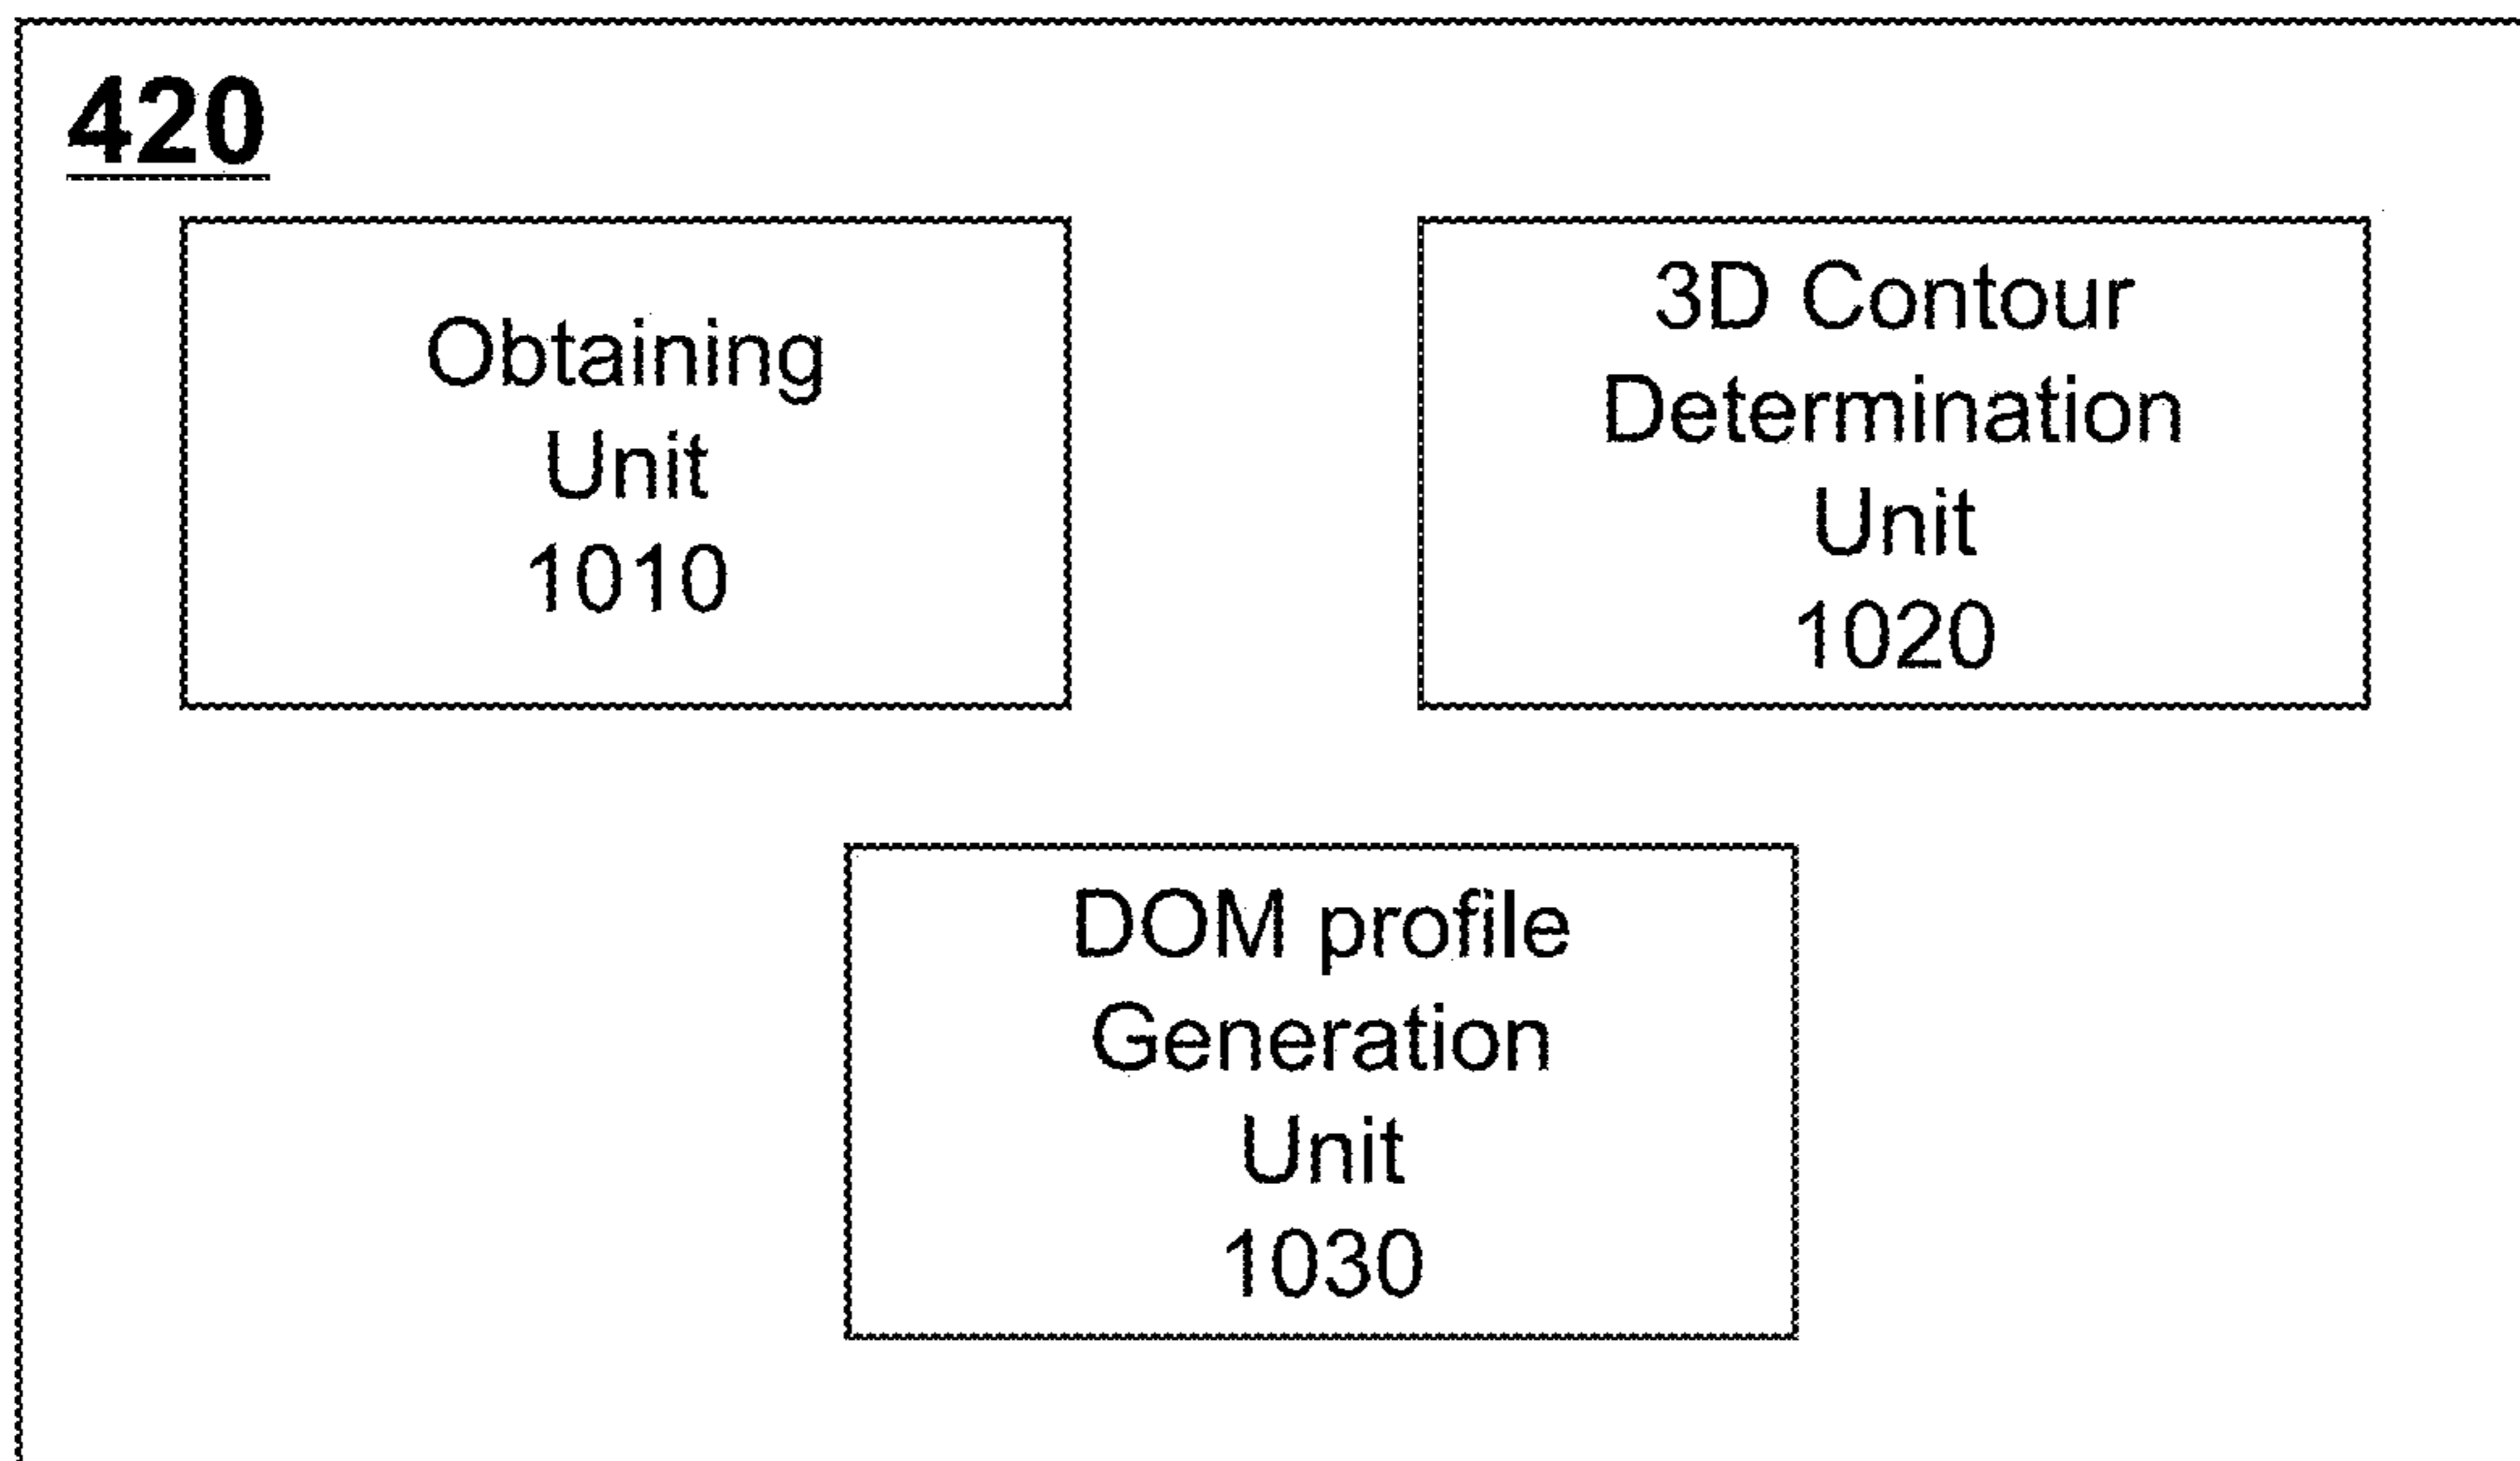 420
Obtaining
Unit
1010
3D Contour
Determination
Unit
1020
DOM profile
Generation
Unit
1030